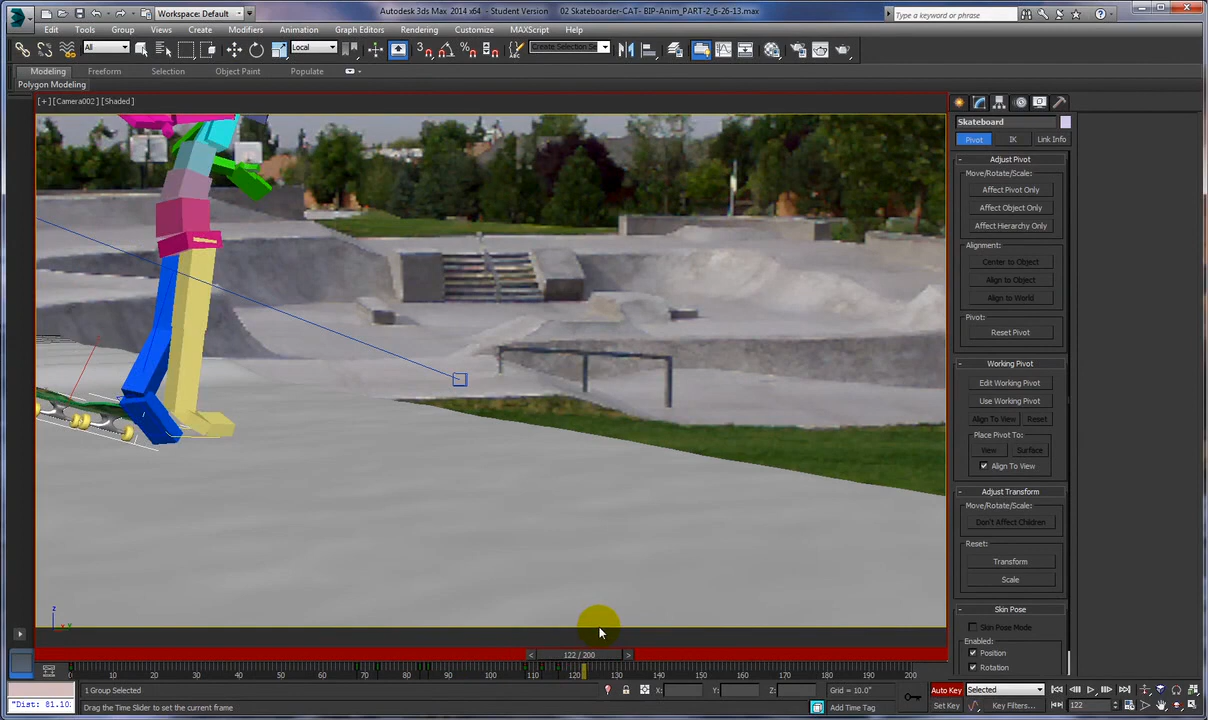 Workspace: Default
Autodesk 3ds Max 2014 x64 - Student Version 02 Skateboarder-CAT- BIP-Anim_PART-2_6-26-13.max
Type a keyword or phrase
Edit Tools Group Views Create Modifiers Animation Graph Editors Rendering Customize MAXScript Help
All Local Create Selection Se
Modeling Freeform Selection Object Paint Populate
Polygon Modeling
[+] [Camera002] [Shaded]
Skateboard
Pivot IK Link Info
- Adjust Pivot
Move/Rotate/Scale:
Affect Pivot Only
Affect Object Only
Affect Hierarchy Only
Alignment:
Center to Object
Align to Object
Align to World
Pivot:
Reset Pivot
- Working Pivot
Edit Working Pivot
Use Working Pivot
Align To View Reset
Place Pivot To:
View Surface
Align To View
- Adjust Transform
Move/Rotate/Scale:
Don't Affect Children
Reset:
Transform
Scale
- Skin Pose
Skin Pose Mode
Enabled:
Position
Rotation
z
< 122 / 200 >
0 10 20 30 40 50 60 70 80 90 100 110 120 130 140 150 160 170 180 190 200
1 Group Selected X: Y: Z: Grid = 10.0" Auto Key Selected
"Dist: 81.10 Drag the Time Slider to set the current frame Add Time Tag Set Key Key Filters... 122